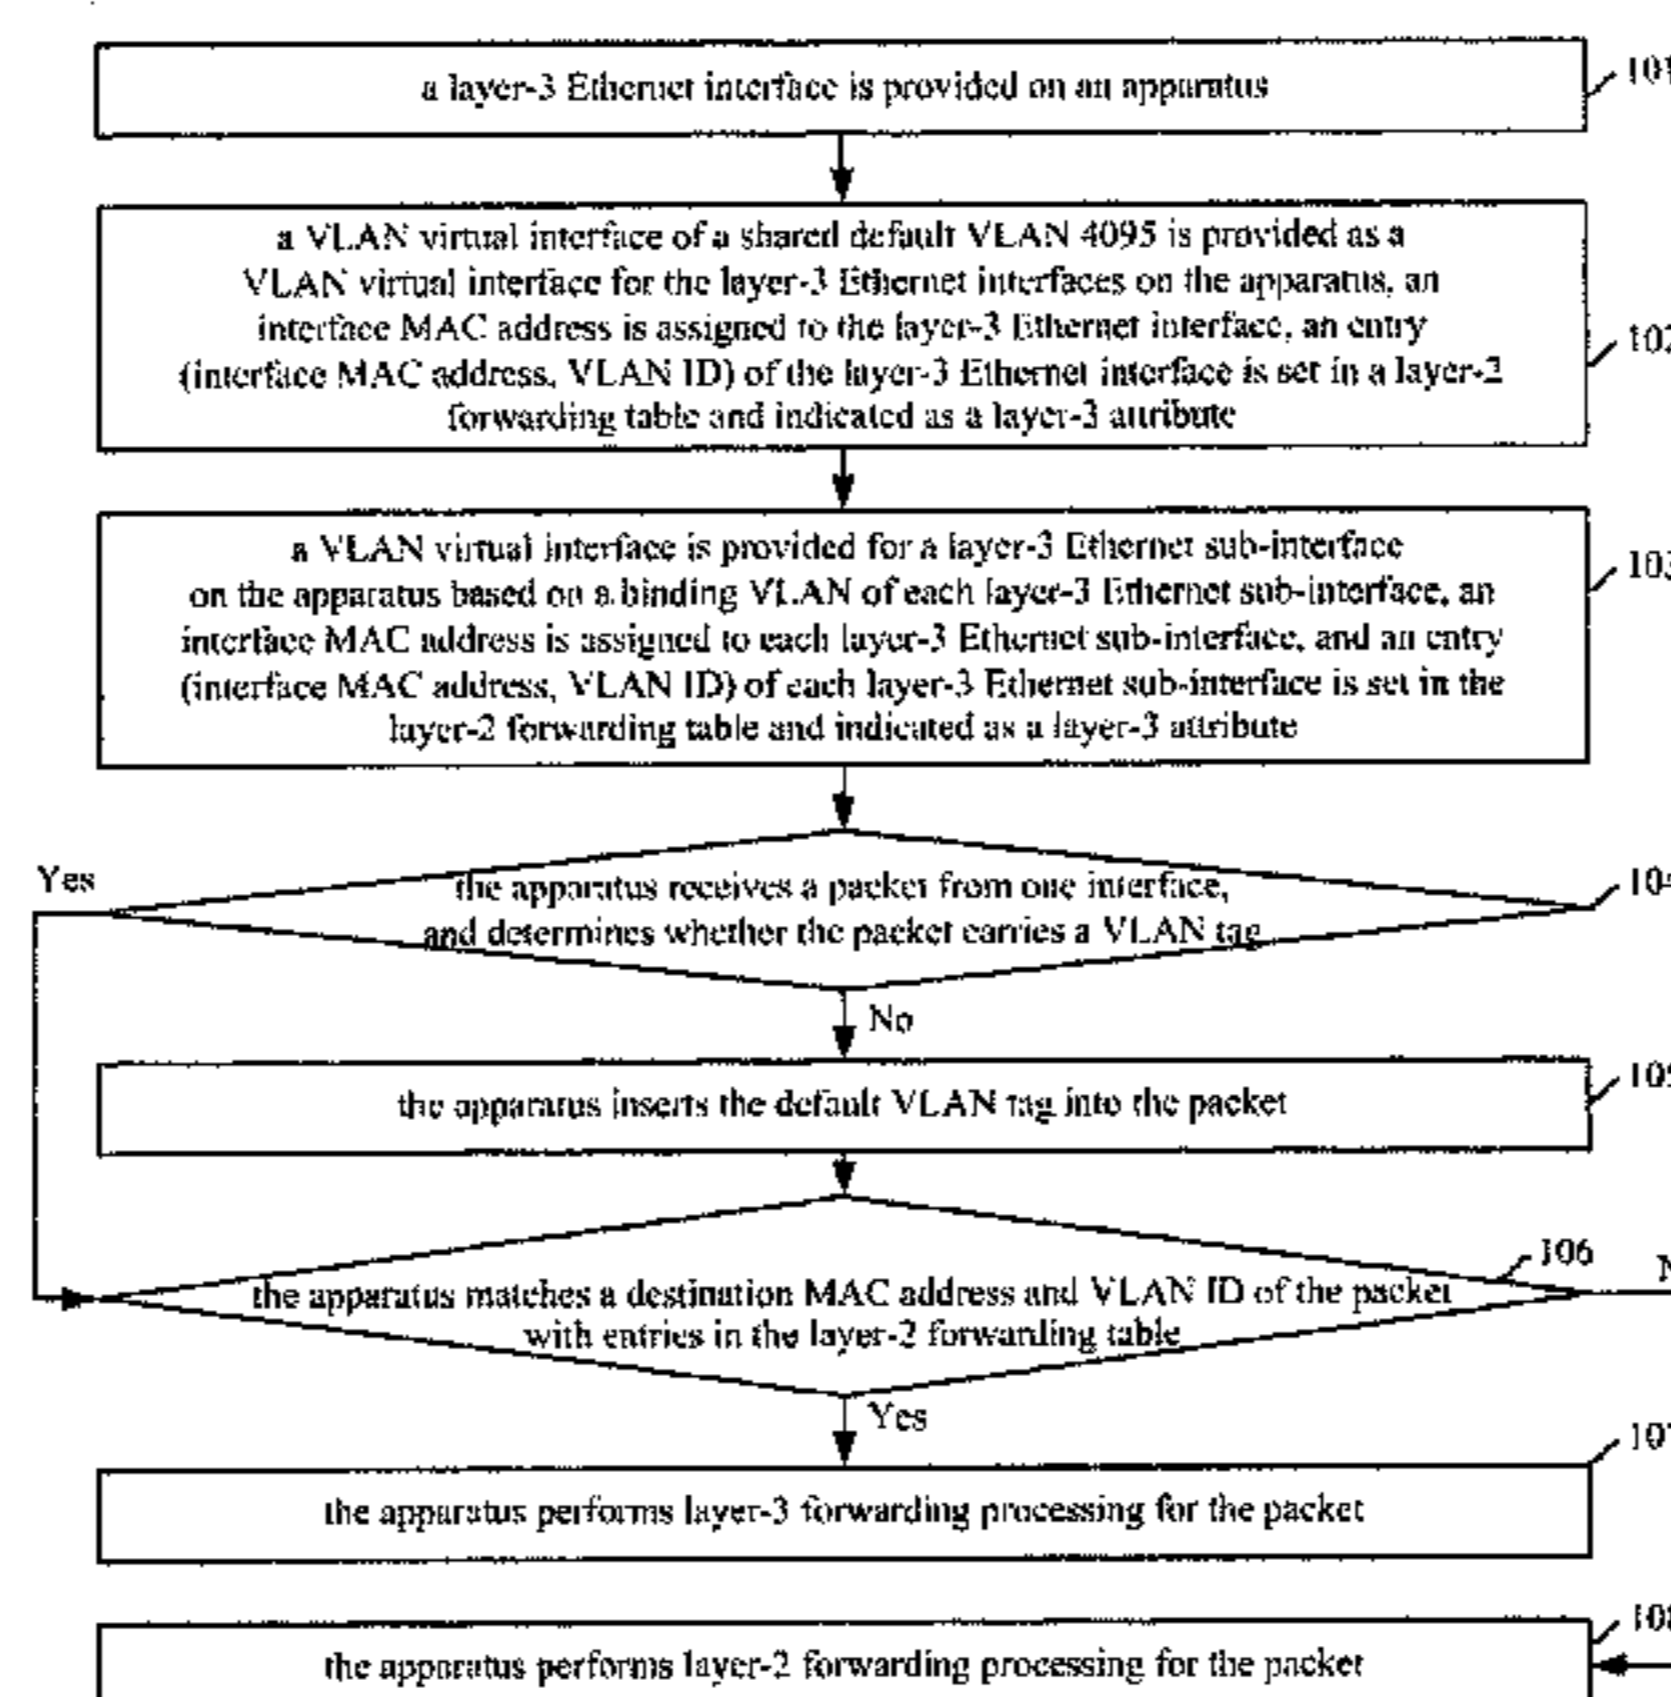 a layer-3 Ethernet interface is provided on an apparatus
101
a VLAN virtual interface of a shared default VLAN 4095 is provided as a
VLAN virtual interface for the layer-3 Ethernet interfaces on the apparatus, an
interface MAC address is assigned to the layer-3 Ethernet interface, an entry
(interface MAC address, VLAN ID) of the layer-3 Ethernet interface is set in a layer-2
forwarding table and indicated as a layer-3 attribute
102
a VLAN virtual interface is provided for a layer-3 Ethernet sub-interface
on the apparatus based on a binding VLAN of each layer-3 Ethernet sub-interface, an
interface MAC address is assigned to each layer-3 Ethernet sub-interface, and an entry
(interface MAC address, VLAN ID) of each layer-3 Ethernet sub-interface is set in the
layer-2 forwarding table and indicated as a layer-3 attribute
103
Yes
the apparatus receives a packet from one interface,
and determines whether the packet carries a VLAN tag
104
No
the apparatus inserts the default VLAN tag into the packet
105
106
the apparatus matches a destination MAC address and VLAN ID of the packet
with entries in the layer-2 forwarding table
Yes
107
the apparatus performs layer-3 forwarding processing for the packet
108
the apparatus performs layer-2 forwarding processing for the packet